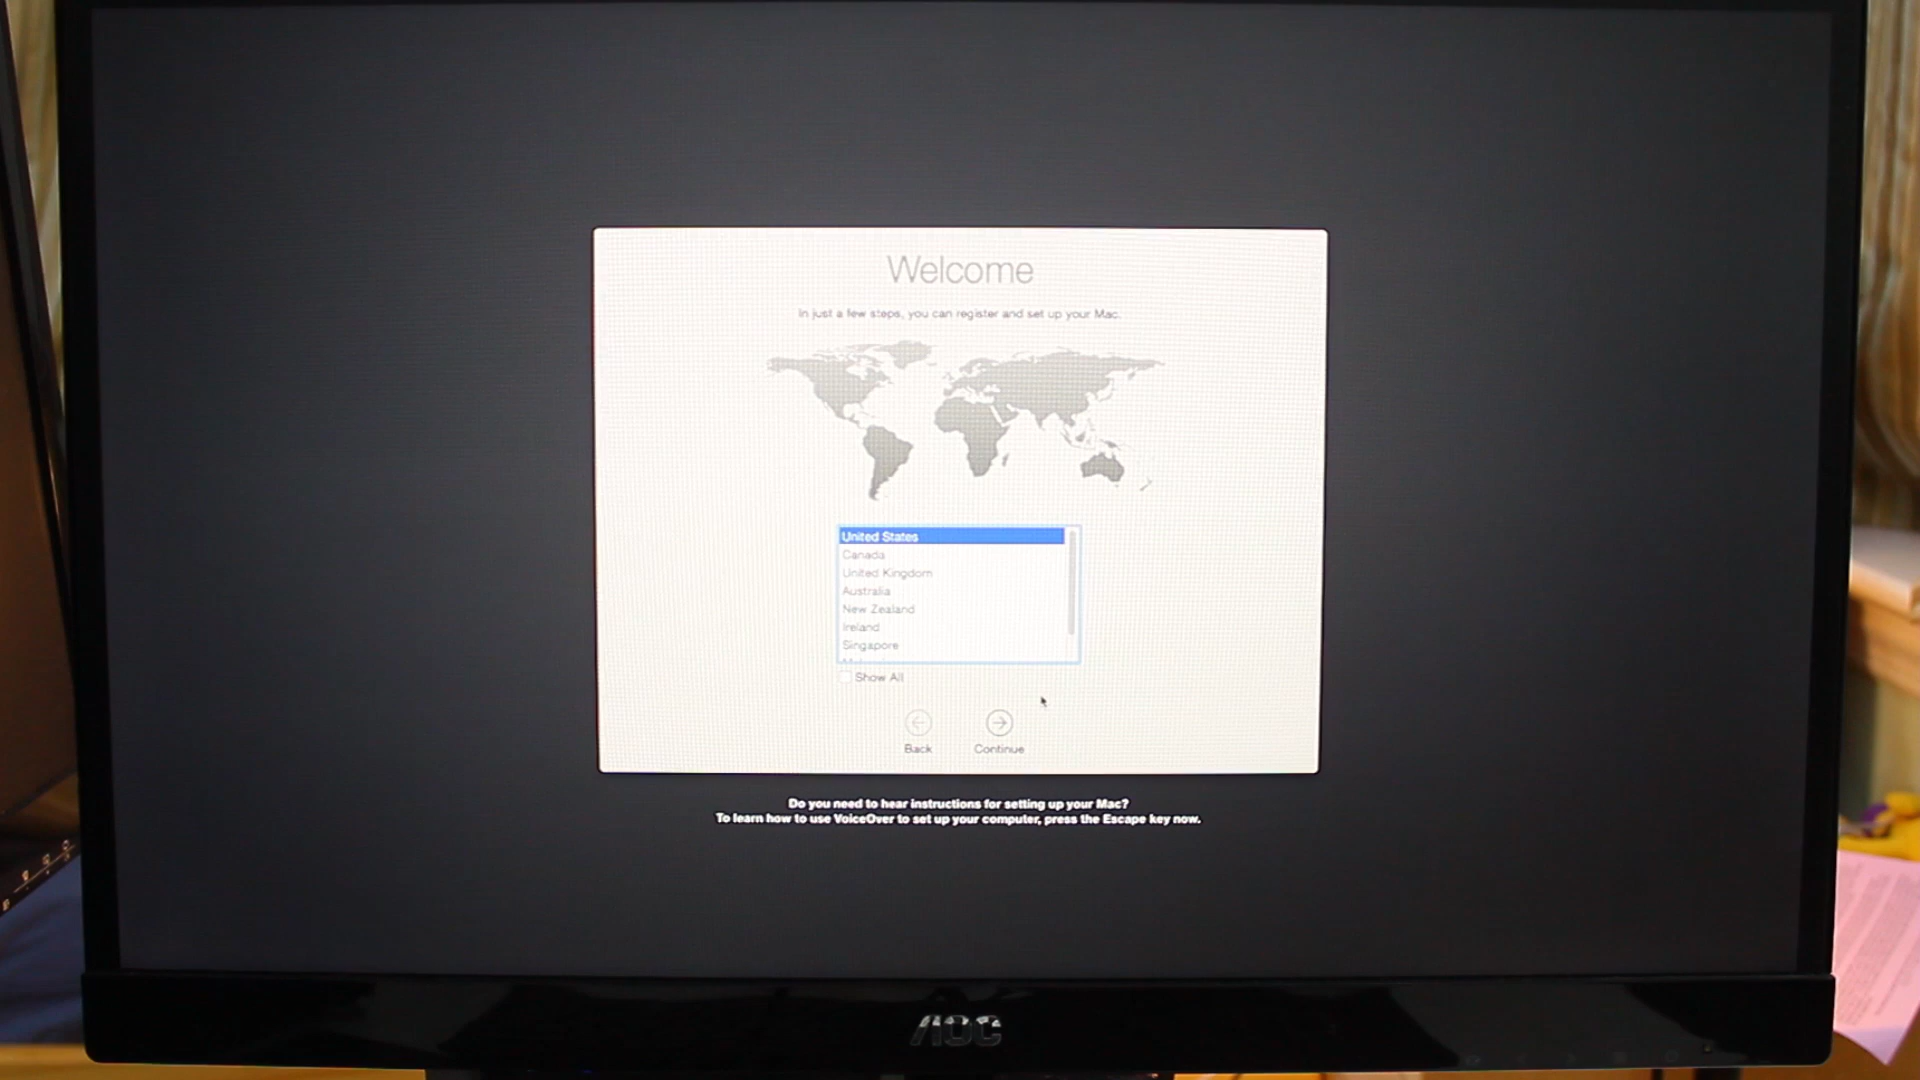 Welcome
In just a few steps, you can register and set up your Mac.
United States
Canada
United Kingdom
Australia
New Zealand
Ireland
Singapore
Show All
Back
Continue
Do you need to hear instructions for setting up your Mac?
To learn how to use VoiceOver to set up your computer, press the Escape key now.
AOC